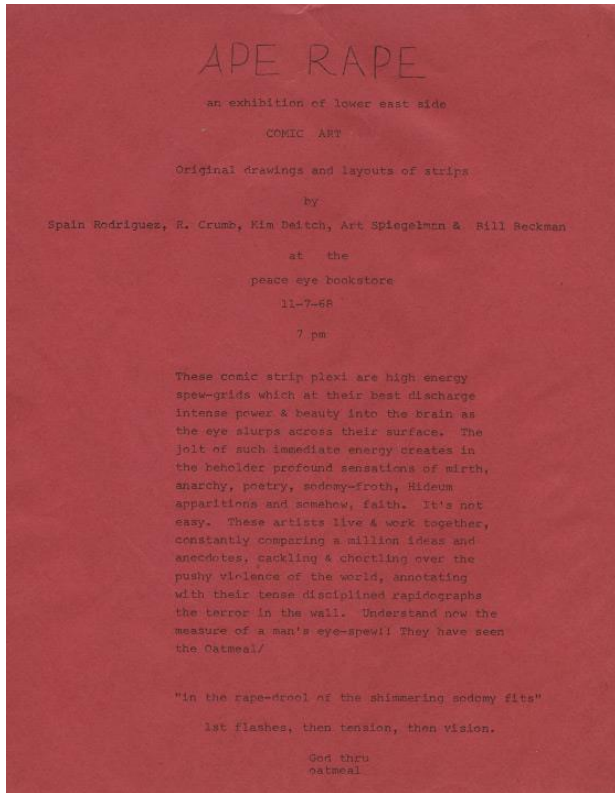 APE RAPE
an exhibition of lower east side
COMIC ART
Original drawings and layouts of strips
by
Spain Rodriguez, R. Crumb, Kim Deitch, Art Spiegelman & Bill Beckman
at the
peace eye bookstore
11-7-68
7 pm
These comic strip plexi are high energy
spew-grids which at their best discharge
intense power & beauty into the brain as
the eye slurps across their surface. The
jolt of such immediate energy creates in
the beholder profound sensations of mirth,
anarchy, poetry, sodomy-froth, Hideum
apparitions and somehow, faith. It's not
easy. These artists live & work together,
constantly comparing a million ideas and
anecdotes, cackling & chortling over the
pushy violence of the world, annotating
with their tense disciplined rapidographs
the terror in the wall. Understand now the
measure of a man's eye-spew!! They have seen
the Oatmeal/
"in the rape-drool of the shimmering sodomy fits"
1st flashes, then tension, then vision.
God thru
oatmeal